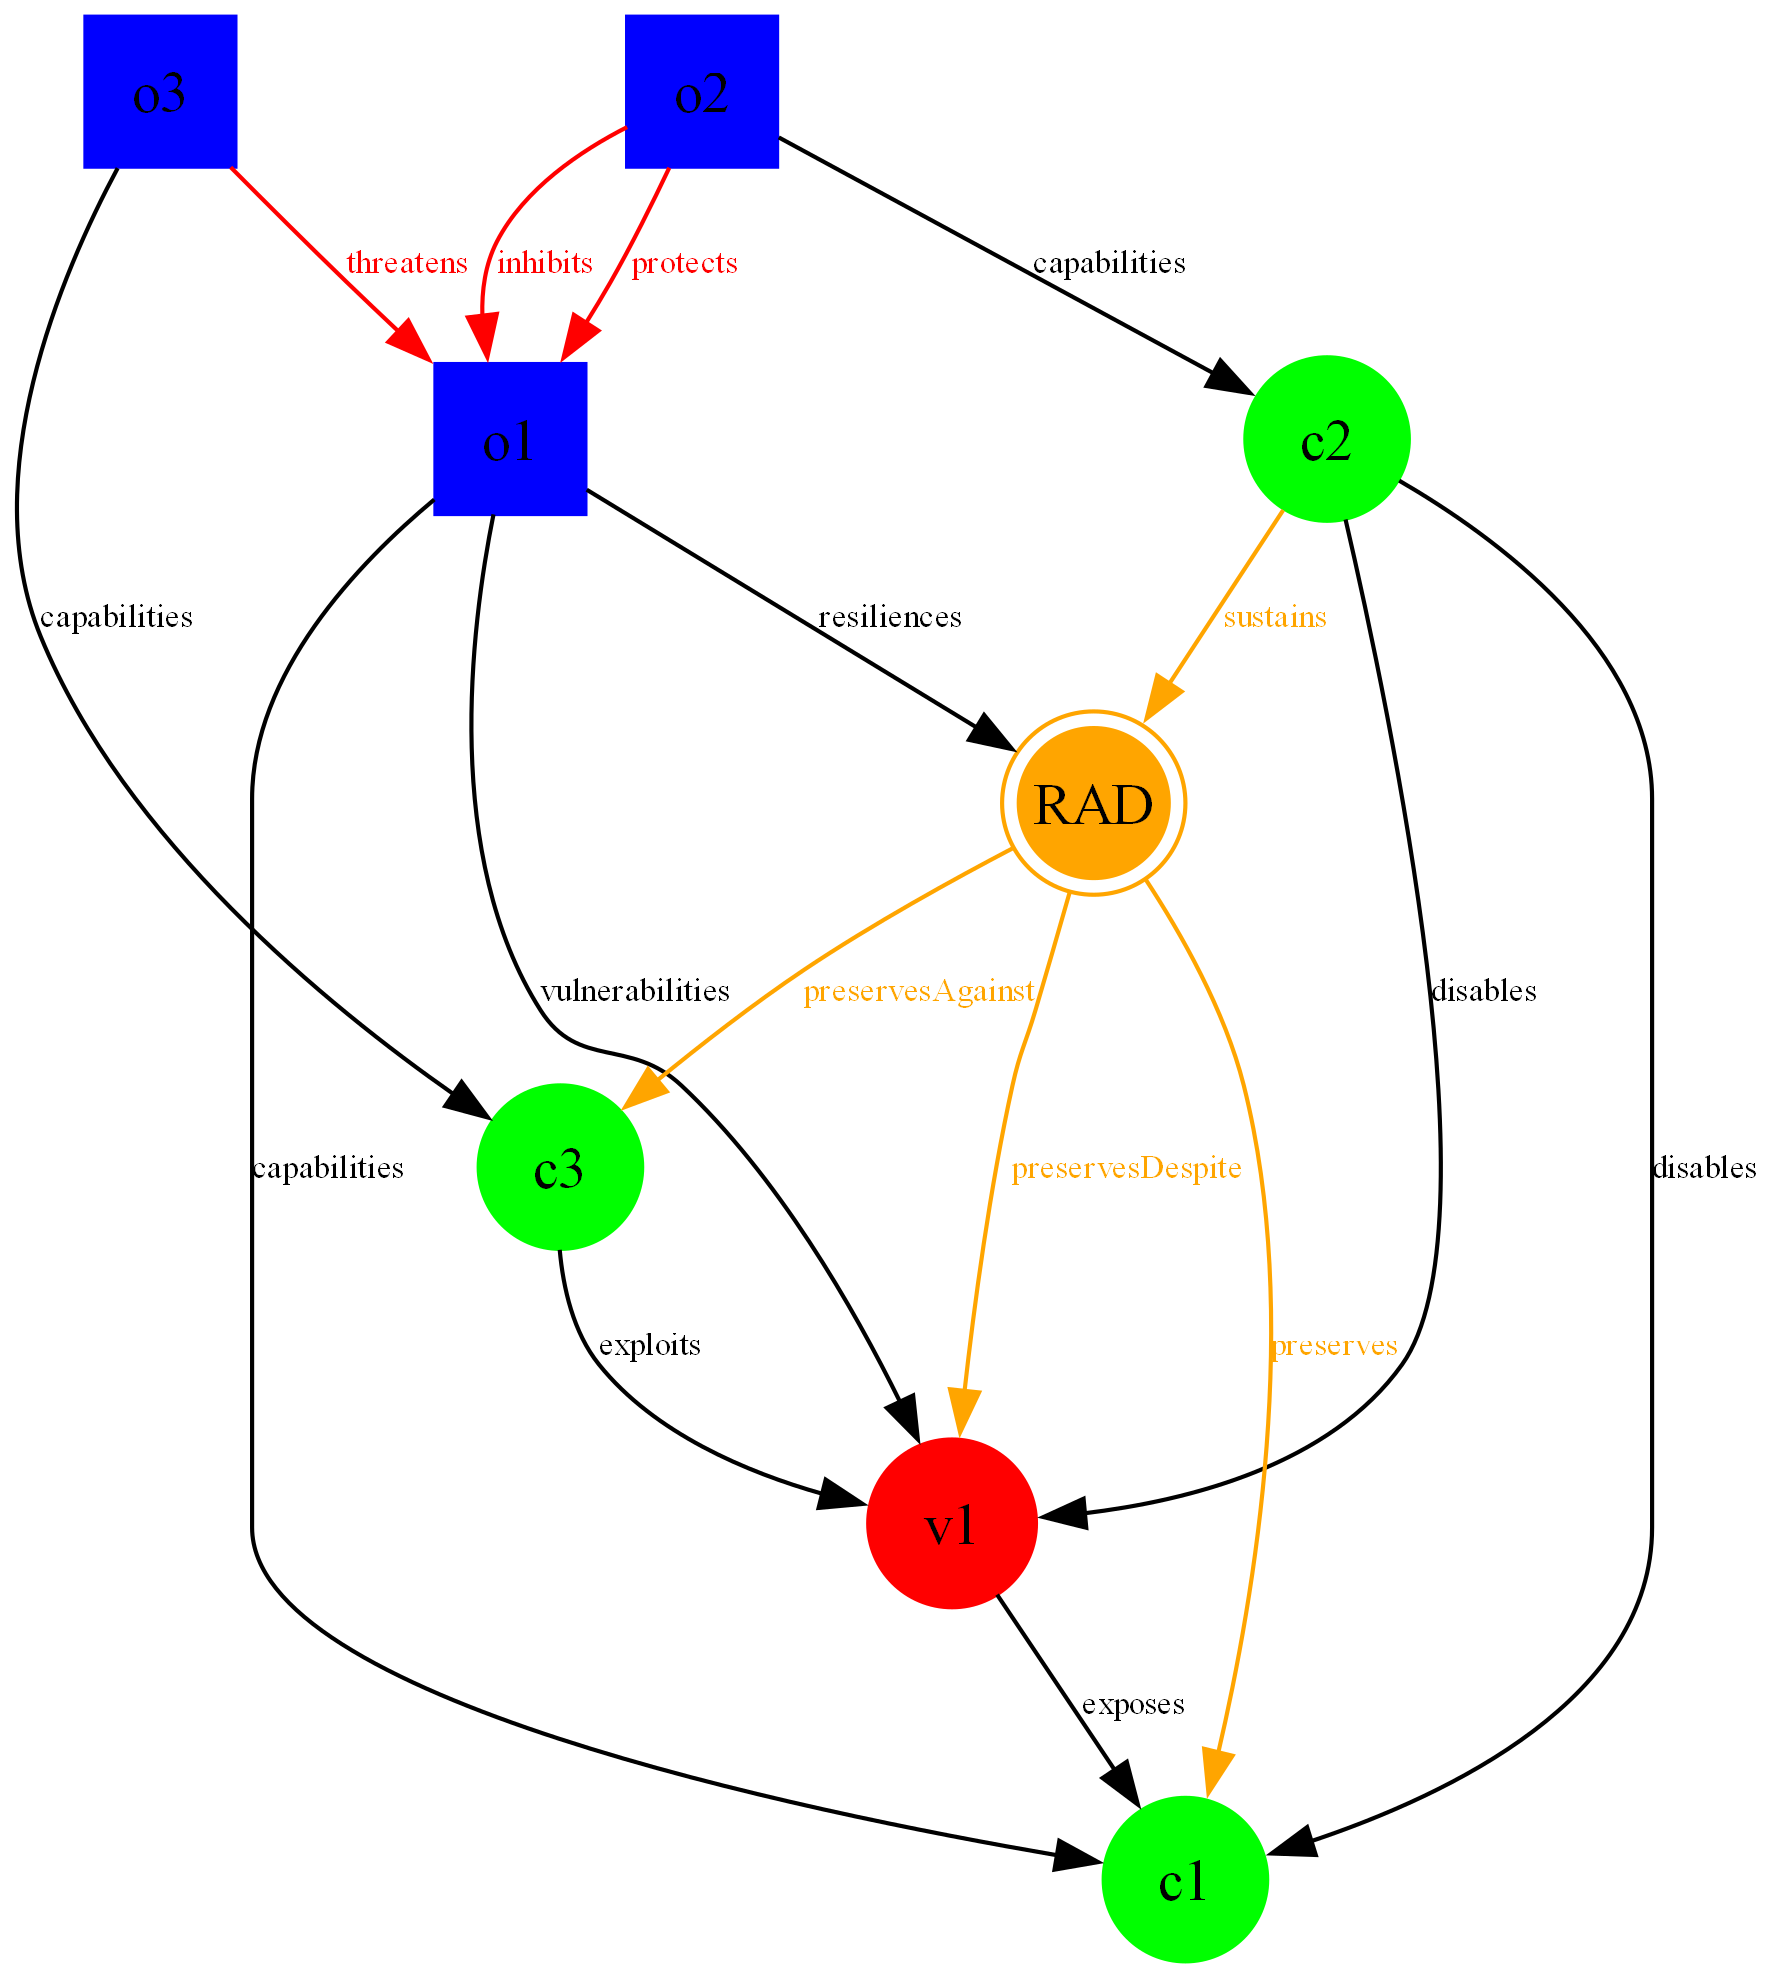 o3
o2
threatens
inhibits
protects
capabilities
o1
c2
capabilities
resiliences
sustains
RAD
vulnerabilities
preservesAgainst
disables
c3
capabilities
preservesDespite
disables
exploits
preserves
v1
exposes
c1